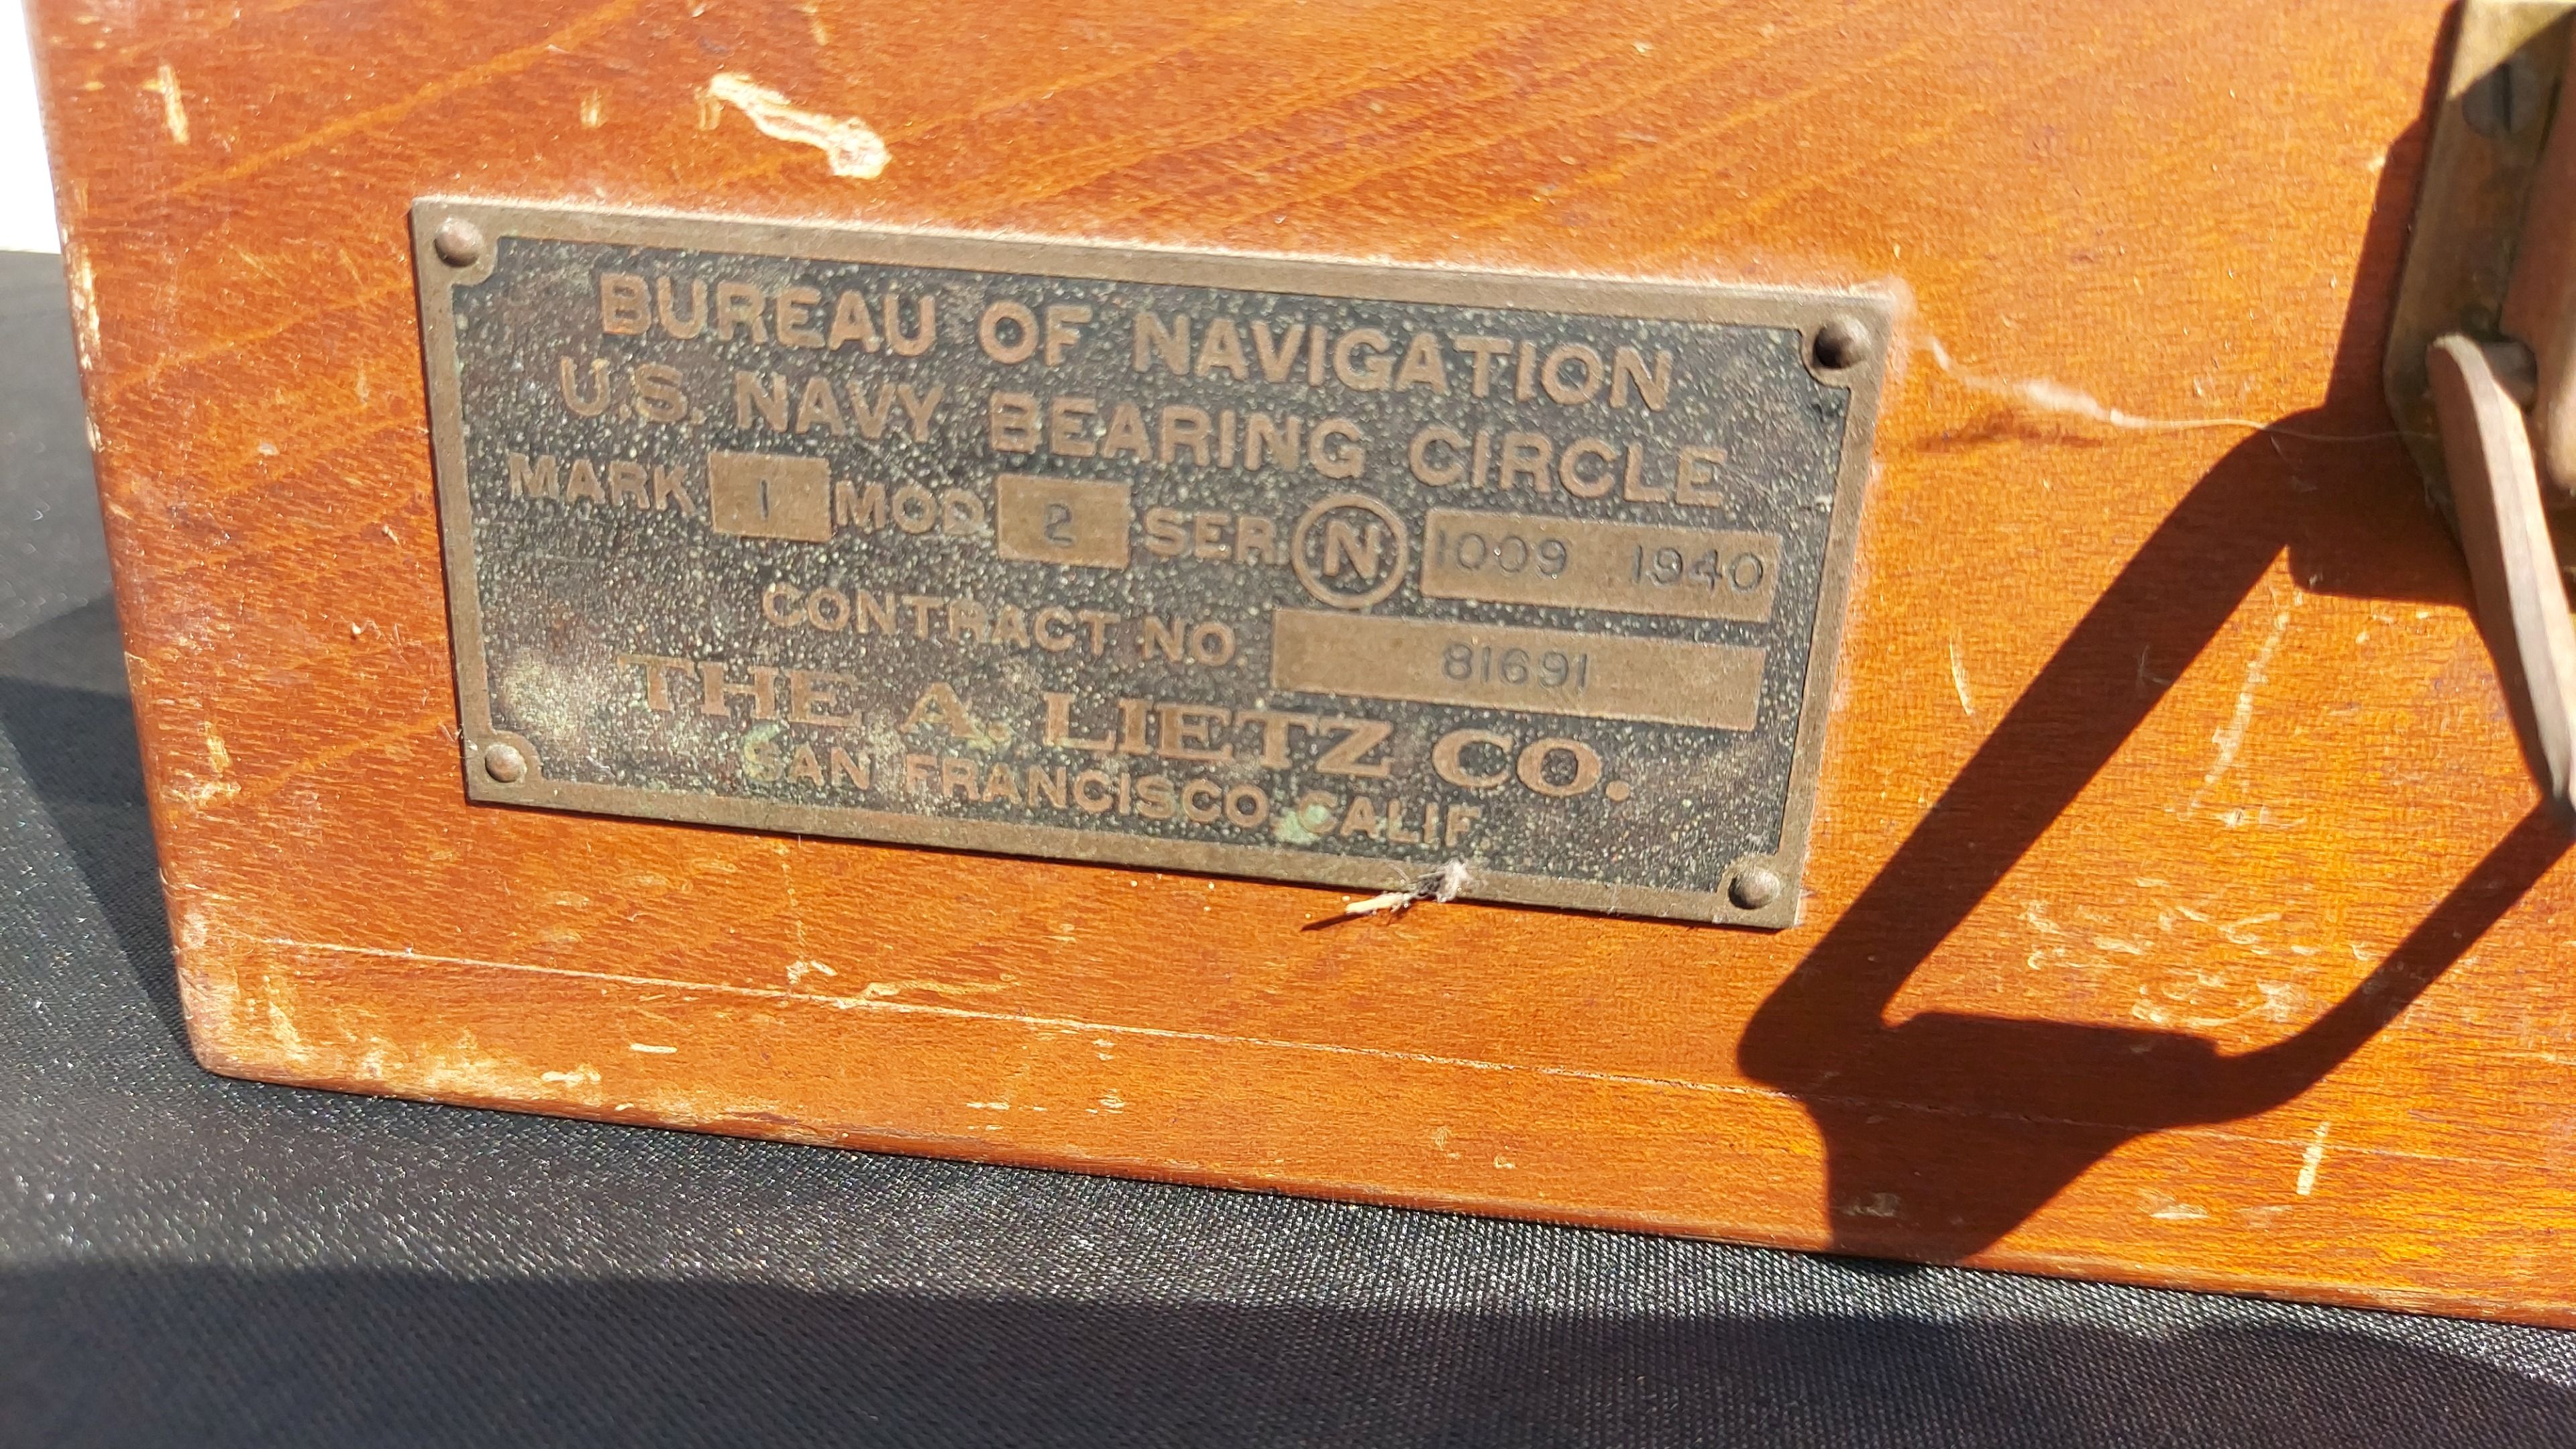 BUREAU OF NAVIGATION
U.S. NAVY BEARING CIRCLE
MARK 1 MOD 2 SER N 1009 1940
CONTRACT NO. 81691
THE A. LIETZ CO.
SAN FRANCISCO, CALIF.